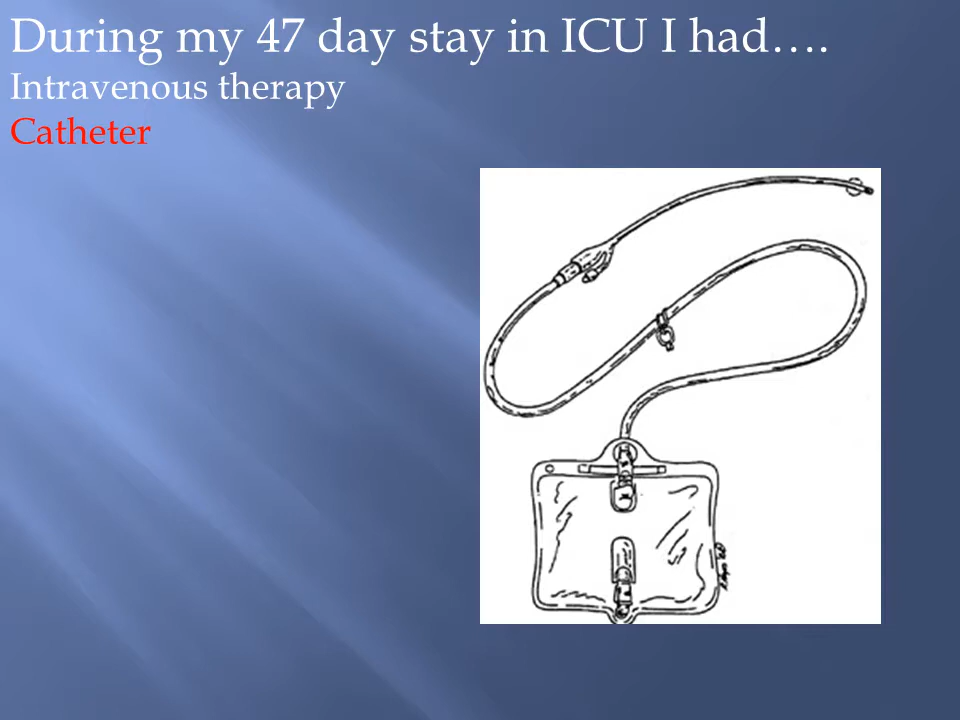 During my 47 day stay in ICU I had….
Intravenous therapy
Catheter